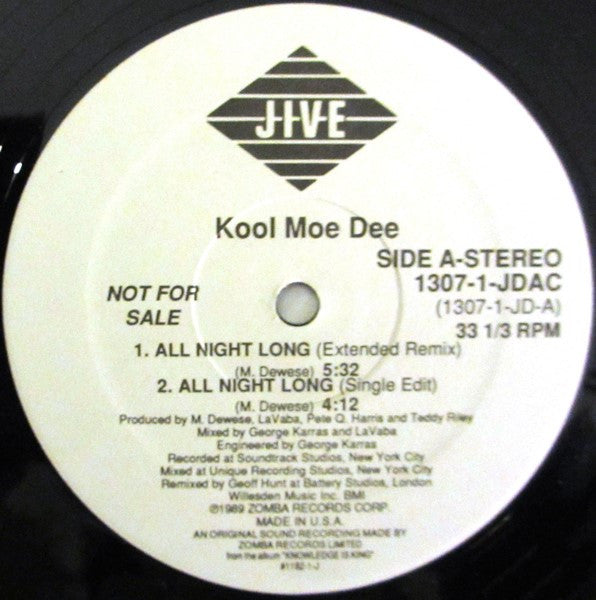 JIVE
Kool Moe Dee
SIDE A-STEREO
1307-1-JDAC
(1307-1-JD-A)
33 1/3 RPM
NOT FOR
SALE
1. ALL NIGHT LONG (Extended Remix)
(M. Dewese) 5:32
2. ALL NIGHT LONG (Single Edit)
(M. Dewese) 4:12
Produced by M. Dewese, LaVaba, Pete Q. Harris and Teddy Riley
Mixed by George Karras and LaVaba
Engineered by George Karras
Recorded at Soundtrack Studios, New York City
Mixed at Unique Recording Studios, New York City
Remixed by Geoff Hunt at Battery Studios, London
Willesden Music Inc. BMI
℗1989 ZOMBA RECORDS CORP.
MADE IN U.S.A.
AN ORIGINAL SOUND RECORDING MADE BY
ZOMBA RECORDS LIMITED
from the album "KNOWLEDGE IS KING"
#1182-1-J